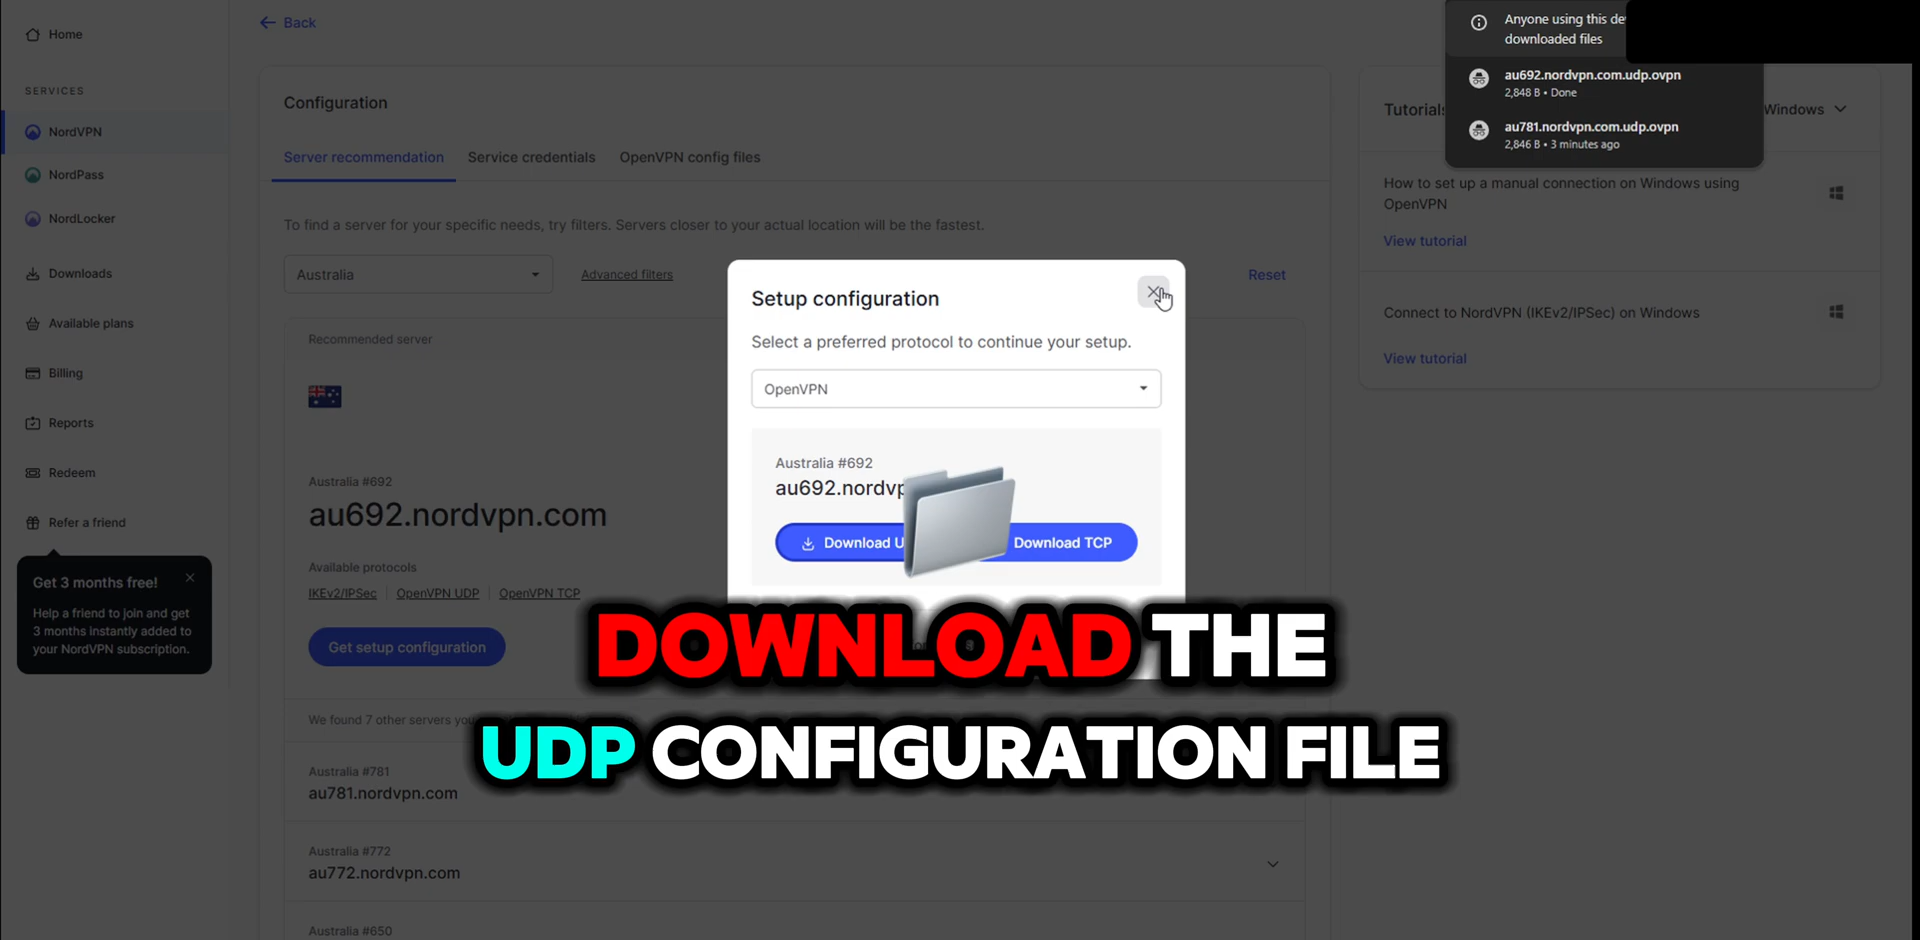 Home
SERVICES
NordVPN
NordPass
NordLocker
Downloads
Available plans
Billing
Reports
Redeem
Refer a friend
Get 3 months free!
Help a friend to join and get
3 months instantly added to
your NordVPN subscription.
Back
Configuration
Server recommendation Service credentials OpenVPN config files
To find a server for your specific needs, try filters. Servers closer to your actual location will be the fastest.
Australia Advanced filters Reset
Recommended server
Australia #692
au692.nordvpn.com
Available protocols
IKEv2/IPSec OpenVPN UDP OpenVPN TCP
Get setup configuration
We found 7 other servers
Australia #781
au781.nordvpn.com
Australia #772
au772.nordvpn.com
Australia #650
Setup configuration
Select a preferred protocol to continue your setup.
OpenVPN
Australia #692
au692.nordvp
Download U
Download TCP
DOWNLOAD THE
UDP CONFIGURATION FILE
Anyone using this de
downloaded files
au692.nordvpn.com.udp.ovpn
2,848 B • Done
au781.nordvpn.com.udp.ovpn
2,846 B • 3 minutes ago
Tutorials Windows
How to set up a manual connection on Windows using
OpenVPN
View tutorial
Connect to NordVPN (IKEv2/IPSec) on Windows
View tutorial